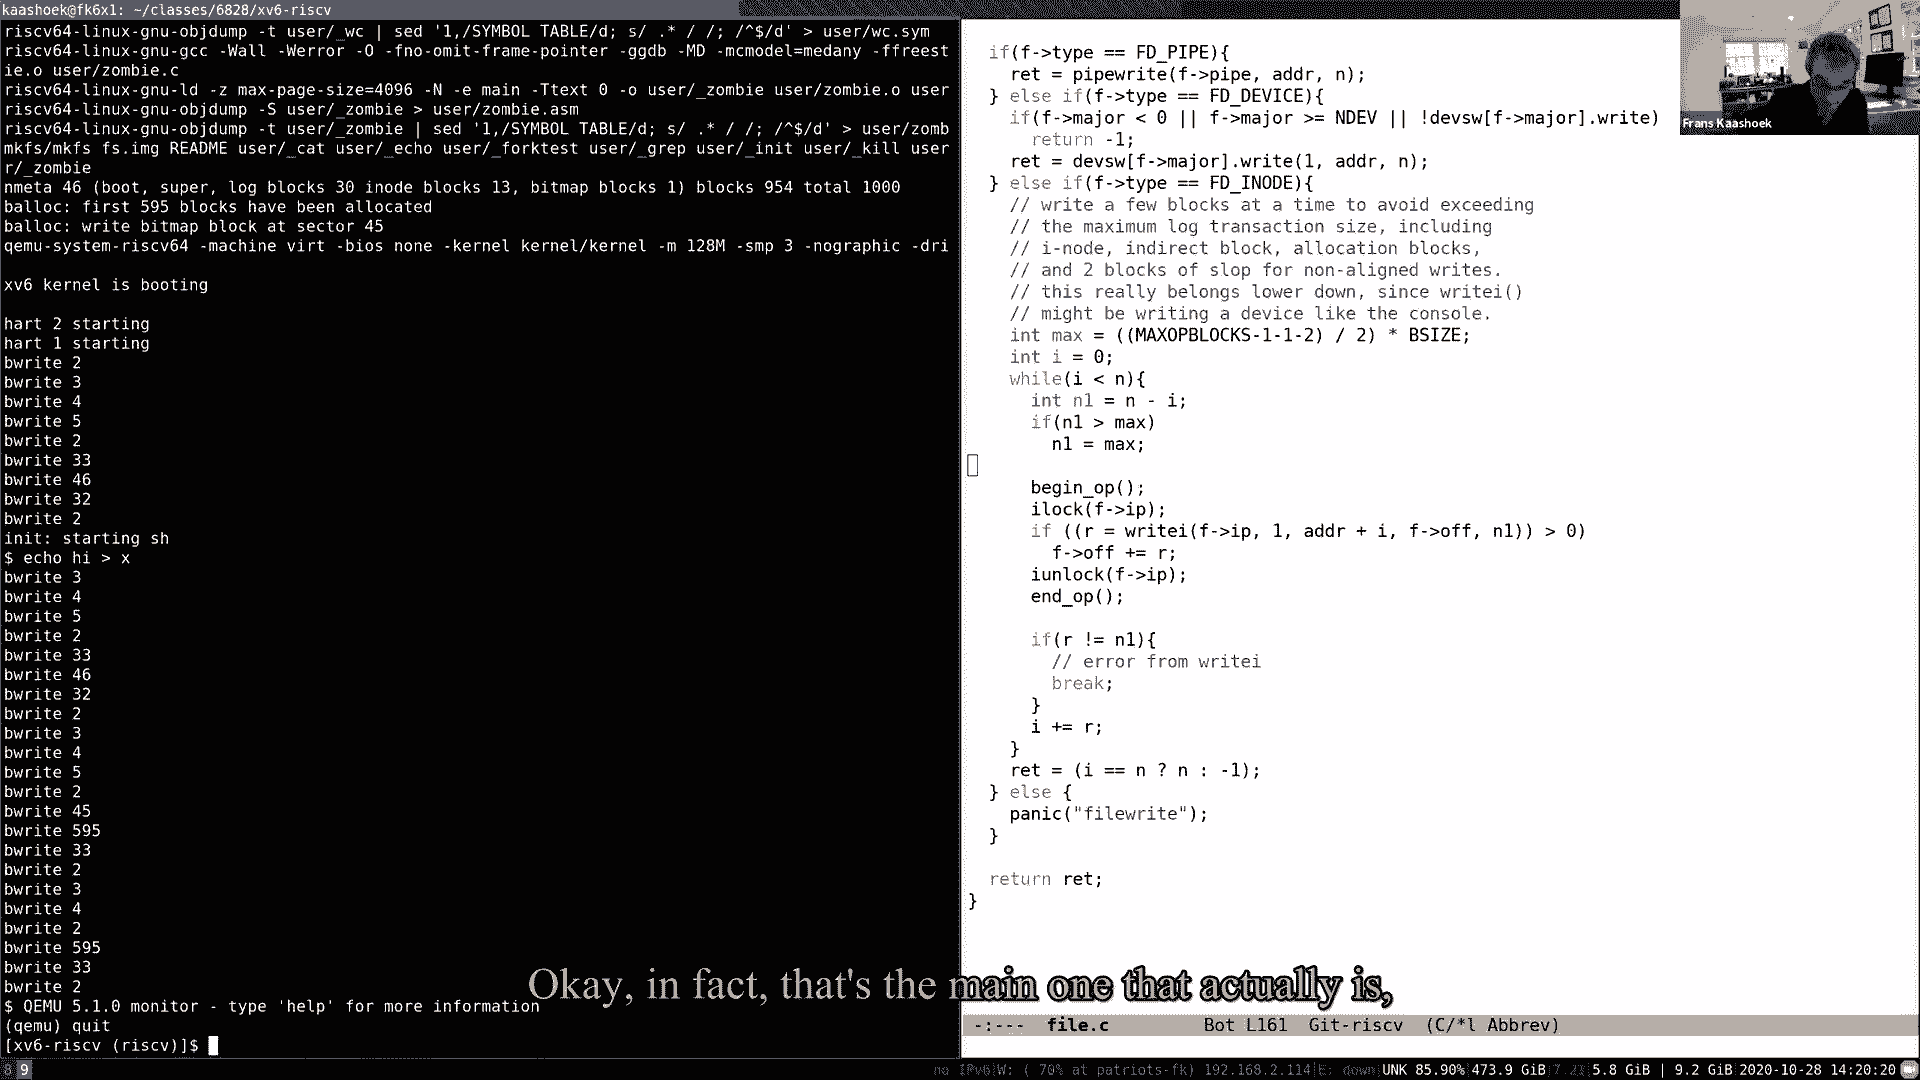 kaashoek@fk6x1: ~/classes/6828/xv6-riscv
riscv64-linux-gnu-objdump -t user/_wc | sed '1,/SYMBOL TABLE/d; s/ .* / /; /^$/d' > user/wc.sym
riscv64-linux-gnu-gcc -Wall -Werror -O -fno-omit-frame-pointer -ggdb -MD -mcmodel=medany -ffreest
ie.o user/zombie.c
riscv64-linux-gnu-ld -z max-page-size=4096 -N -e main -Ttext 0 -o user/_zombie user/zombie.o user
riscv64-linux-gnu-objdump -S user/_zombie > user/zombie.asm
riscv64-linux-gnu-objdump -t user/_zombie | sed '1,/SYMBOL TABLE/d; s/ .* / /; /^$/d' > user/zomb
mkfs/mkfs fs.img README user/_cat user/_echo user/_forktest user/_grep user/_init user/_kill user
r/_zombie
nmeta 46 (boot, super, log blocks 30 inode blocks 13, bitmap blocks 1) blocks 954 total 1000
balloc: first 595 blocks have been allocated
balloc: write bitmap block at sector 45
qemu-system-riscv64 -machine virt -bios none -kernel kernel/kernel -m 128M -smp 3 -nographic -dri
xv6 kernel is booting
hart 2 starting
hart 1 starting
bwrite 2
bwrite 3
bwrite 4
bwrite 5
bwrite 2
bwrite 33
bwrite 46
bwrite 32
bwrite 2
init: starting sh
$ echo hi > x
bwrite 3
bwrite 4
bwrite 5
bwrite 2
bwrite 33
bwrite 46
bwrite 32
bwrite 2
bwrite 3
bwrite 4
bwrite 5
bwrite 2
bwrite 45
bwrite 595
bwrite 33
bwrite 2
bwrite 3
bwrite 4
bwrite 2
bwrite 595
bwrite 33
bwrite 2
$ QEMU 5.1.0 monitor - type 'help' for more information
(qemu) quit
[xv6-riscv (riscv)]$
if(f->type == FD_PIPE){
ret = pipewrite(f->pipe, addr, n);
} else if(f->type == FD_DEVICE){
if(f->major < 0 || f->major >= NDEV || !devsw[f->major].write)
return -1;
ret = devsw[f->major].write(1, addr, n);
} else if(f->type == FD_INODE){
// write a few blocks at a time to avoid exceeding
// the maximum log transaction size, including
// i-node, indirect block, allocation blocks,
// and 2 blocks of slop for non-aligned writes.
// this really belongs lower down, since writei()
// might be writing a device like the console.
int max = ((MAXOPBLOCKS-1-1-2) / 2) * BSIZE;
int i = 0;
while(i < n){
int n1 = n - i;
if(n1 > max)
n1 = max;
begin_op();
ilock(f->ip);
if ((r = writei(f->ip, 1, addr + i, f->off, n1)) > 0)
f->off += r;
iunlock(f->ip);
end_op();
if(r != n1){
// error from writei
break;
}
i += r;
}
ret = (i == n ? n : -1);
} else {
panic("filewrite");
}
return ret;
}
-:--- file.c Bot L161 Git-riscv (C/*l Abbrev)
Frans Kaashoek
Okay, in fact, that's the main one that actually is,
8 9
no IPv6 W: ( 70% at patriots-fk) 192.168.2.114 E: down UNK 85.90% 473.9 GiB 5.8 GiB | 9.2 GiB 2020-10-28 14:20:20